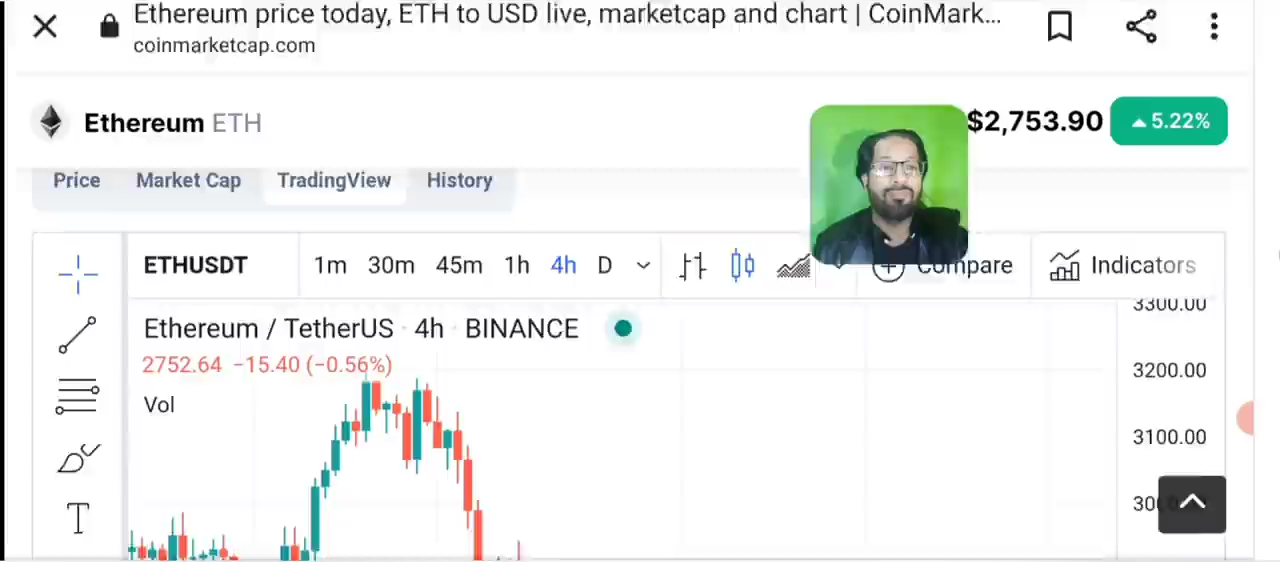 Ethereum price today, ETH to USD live, marketcap and chart | CoinMark...
coinmarketcap.com
Ethereum ETH
$2,753.90 5.22%
Price Market Cap TradingView History
ETHUSDT 1m 30m 45m 1h 4h D Compare Indicators
3300.00
Ethereum / TetherUS · 4h · BINANCE
2752.64 −15.40 (−0.56%)
3200.00
Vol
3100.00
T